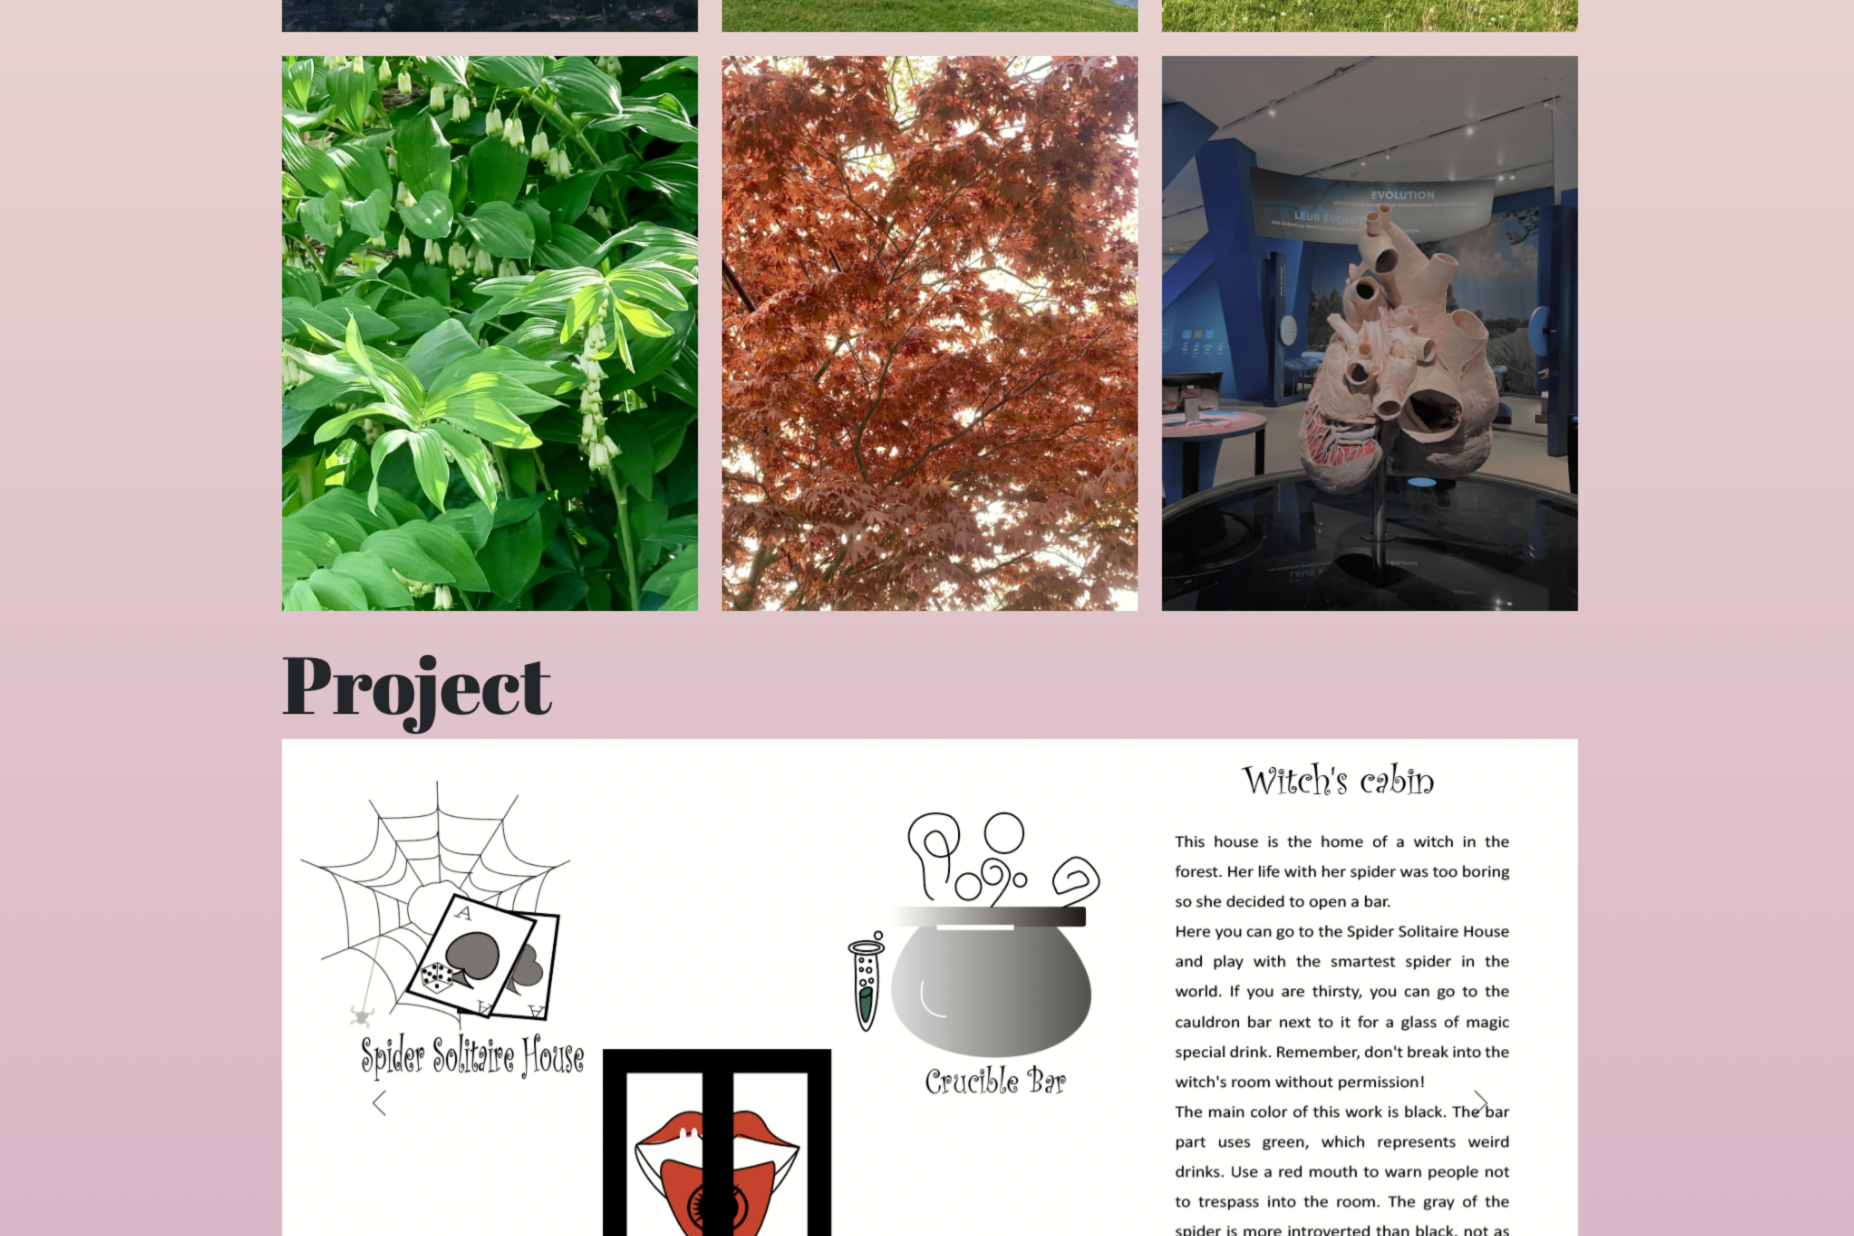 EVOLUTION
LEUR ÉVOLUT
Project
A
A
A
Spider Solitaire House
Crucible Bar
Witch's cabin
This house is the home of a witch in the
forest. Her life with her spider was too boring
so she decided to open a bar.
Here you can go to the Spider Solitaire House
and play with the smartest spider in the
world. If you are thirsty, you can go to the
cauldron bar next to it for a glass of magic
special drink. Remember, don't break into the
witch's room without permission!
The main color of this work is black. The bar
part uses green, which represents weird
drinks. Use a red mouth to warn people not
to trespass into the room. The gray of the
spider is more introverted than black, not as